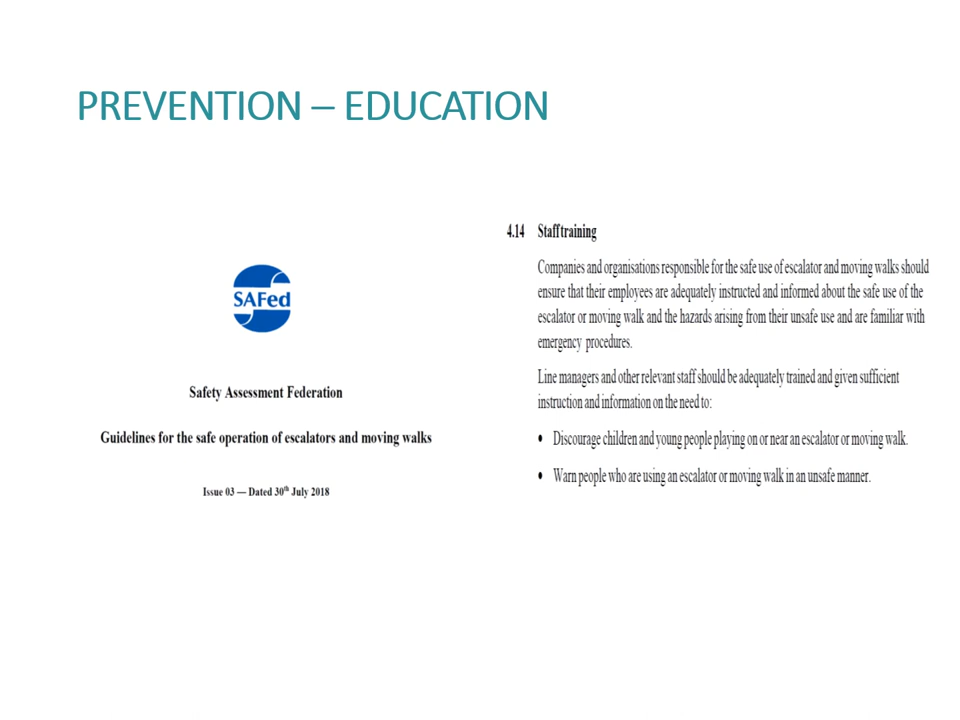 PREVENTION – EDUCATION
SAFed
Safety Assessment Federation
Guidelines for the safe operation of escalators and moving walks
Issue 03 — Dated 30th July 2018
4.14 Staff training
Companies and organisations responsible for the safe use of escalator and moving walks should
ensure that their employees are adequately instructed and informed about the safe use of the
escalator or moving walk and the hazards arising from their unsafe use and are familiar with
emergency procedures.
Line managers and other relevant staff should be adequately trained and given sufficient
instruction and information on the need to:
• Discourage children and young people playing on or near an escalator or moving walk.
• Warn people who are using an escalator or moving walk in an unsafe manner.